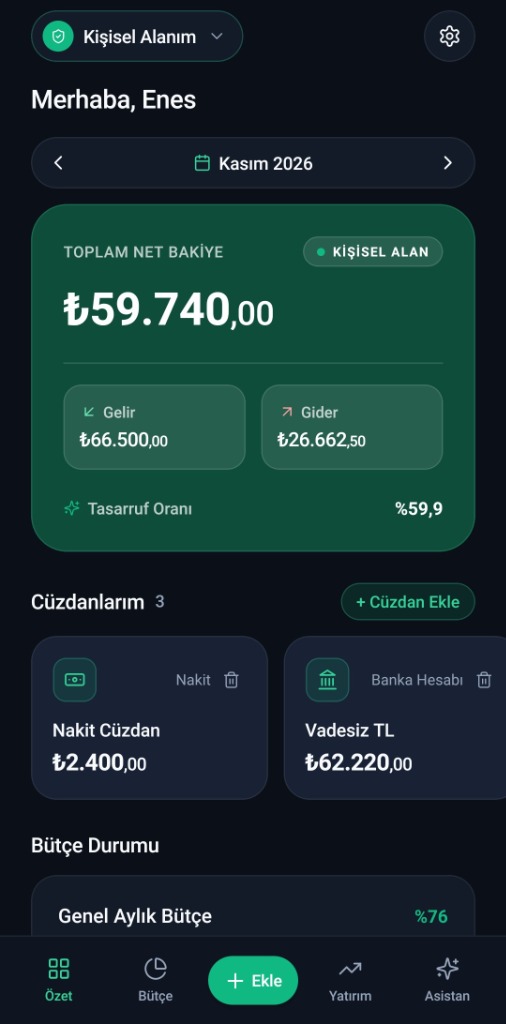 Kişisel Alanım
Merhaba, Enes
Kasım 2026
TOPLAM NET BAKİYE
KİŞİSEL ALAN
₺59.740,00
Gelir
₺66.500,00
Gider
₺26.662,50
Tasarruf Oranı
%59,9
Cüzdanlarım 3
+ Cüzdan Ekle
Nakit
Nakit Cüzdan
₺2.400,00
Banka Hesabı
Vadesiz TL
₺62.220,00
Bütçe Durumu
Genel Aylık Bütçe
%76
Özet
Bütçe
+ Ekle
Yatırım
Asistan